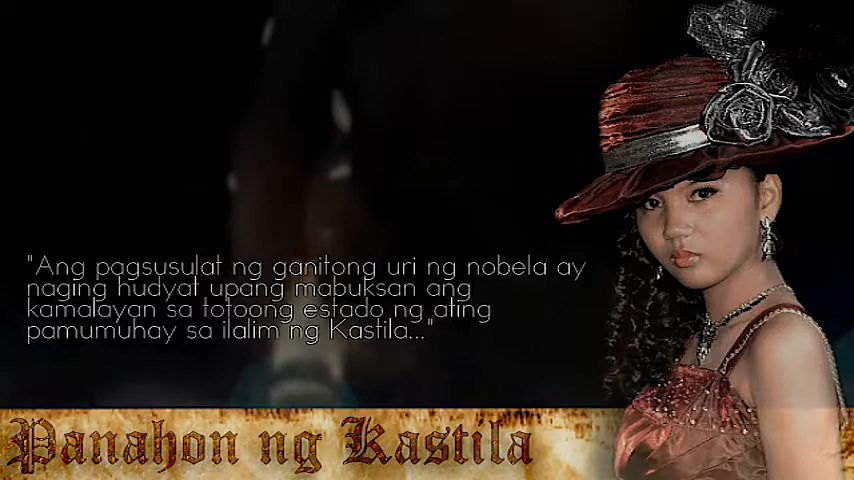 "Ang pagsusulat ng ganitong uri ng nobela ay
naging hudyat upang mabuksan ang
kamalayan sa totoong estado ng ating
pamumuhay sa ilalim ng Kastila..."
Panahon ng Kastila